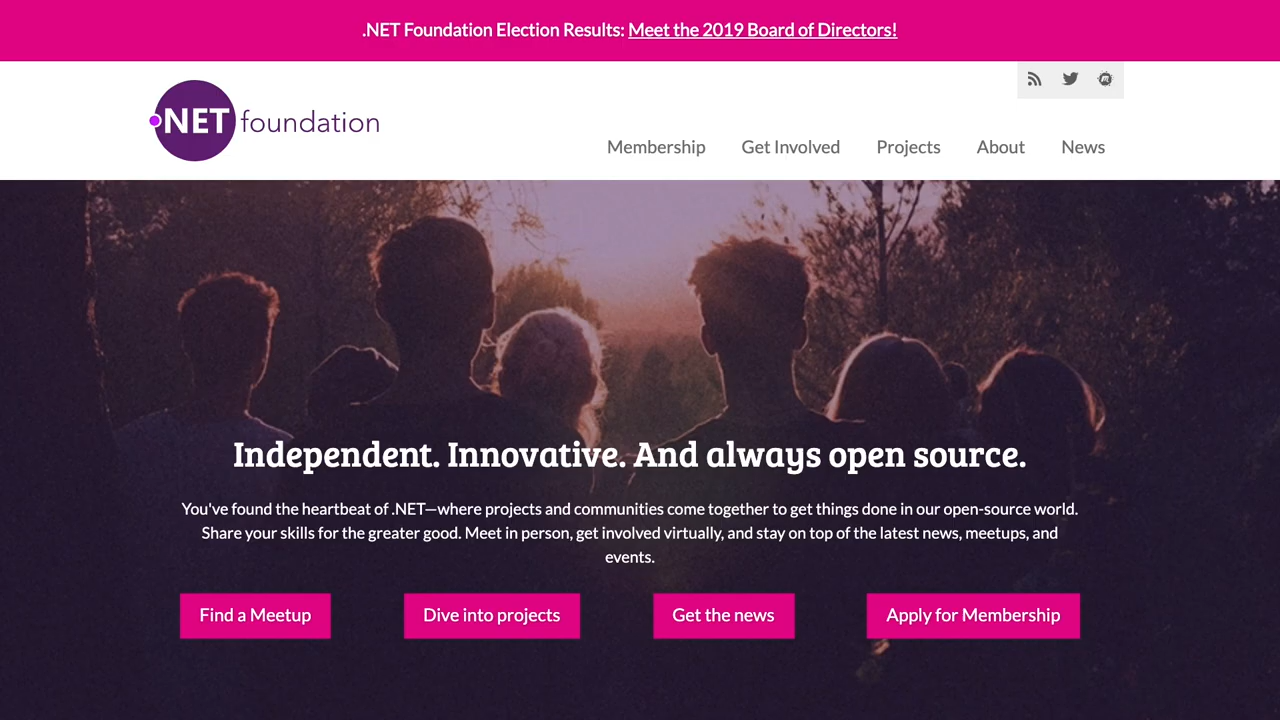 .NET Foundation Election Results: Meet the 2019 Board of Directors!
.NET foundation
Membership Get Involved Projects About News
Independent. Innovative. And always open source.
You've found the heartbeat of .NET—where projects and communities come together to get things done in our open-source world.
Share your skills for the greater good. Meet in person, get involved virtually, and stay on top of the latest news, meetups, and
events.
Find a Meetup Dive into projects Get the news Apply for Membership